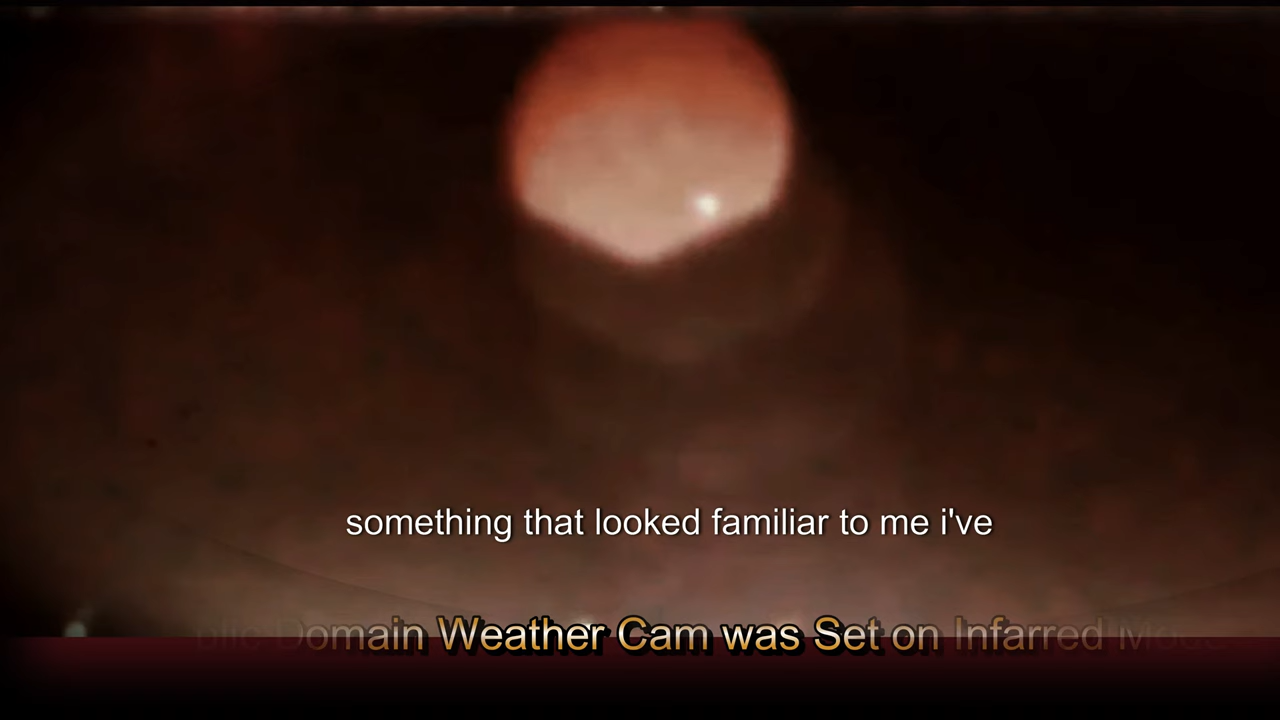 something that looked familiar to me i've
Domain Weather Cam was Set on Infarred